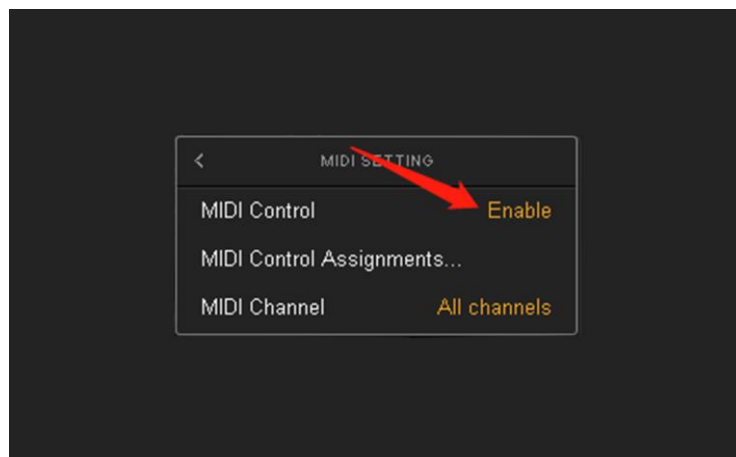 < MIDI SETTING
MIDI Control Enable
MIDI Control Assignments...
MIDI Channel All channels